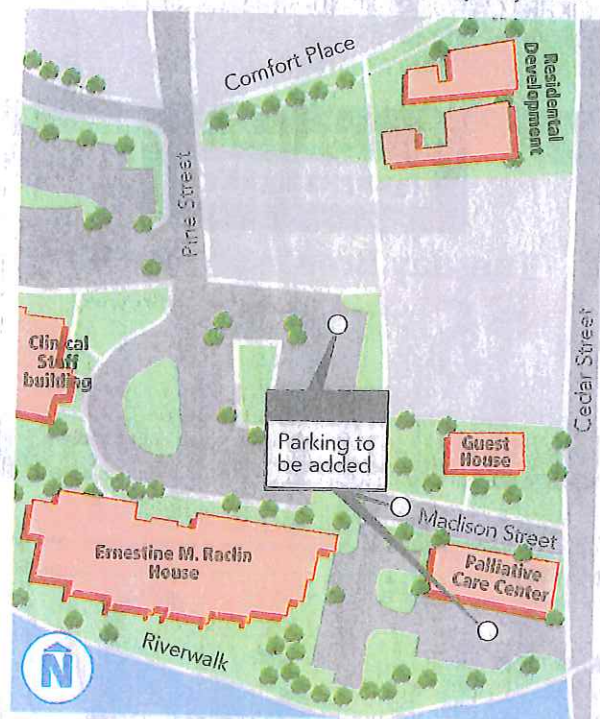 Comfort Place
Residential
Development
Pine Street
Cedar Street
Clinical
Staff
building
Parking to
be added
Guest
House
Madison Street
Ernestine M. Raclin
House
Palliative
Care Center
Riverwalk
N